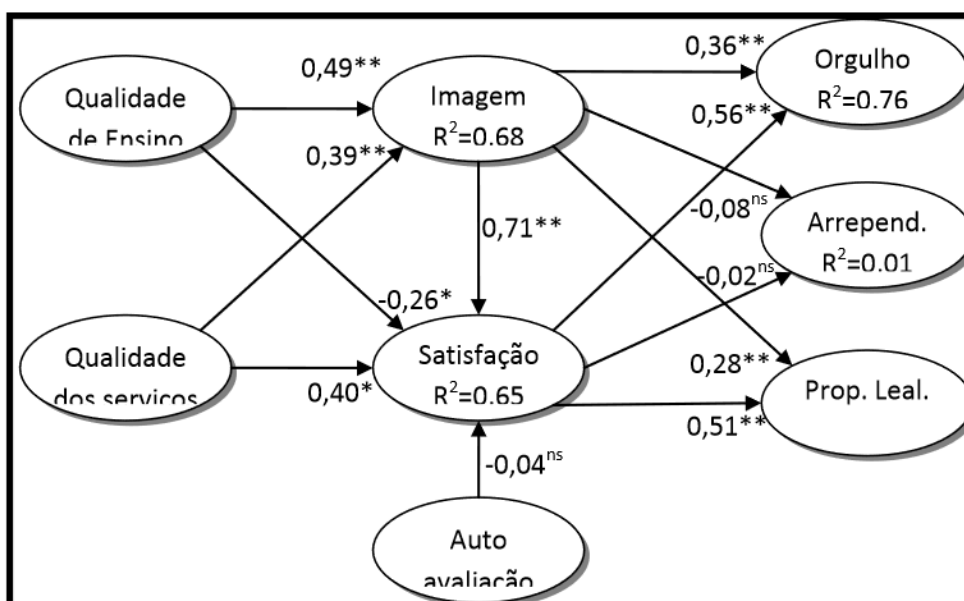 Qualidade
de Ensino
0,49**
0,39**
Imagem
R²=0.68
0,36**
0,56**
Orgulho
R²=0.76
-0,08ⁿˢ
Arrepend.
R²=0.01
0,71**
-0,02ⁿˢ
-0,26*
Qualidade
dos serviços
0,40*
Satisfação
R²=0.65
0,28**
0,51**
Prop. Leal.
-0,04ⁿˢ
Auto
avaliação